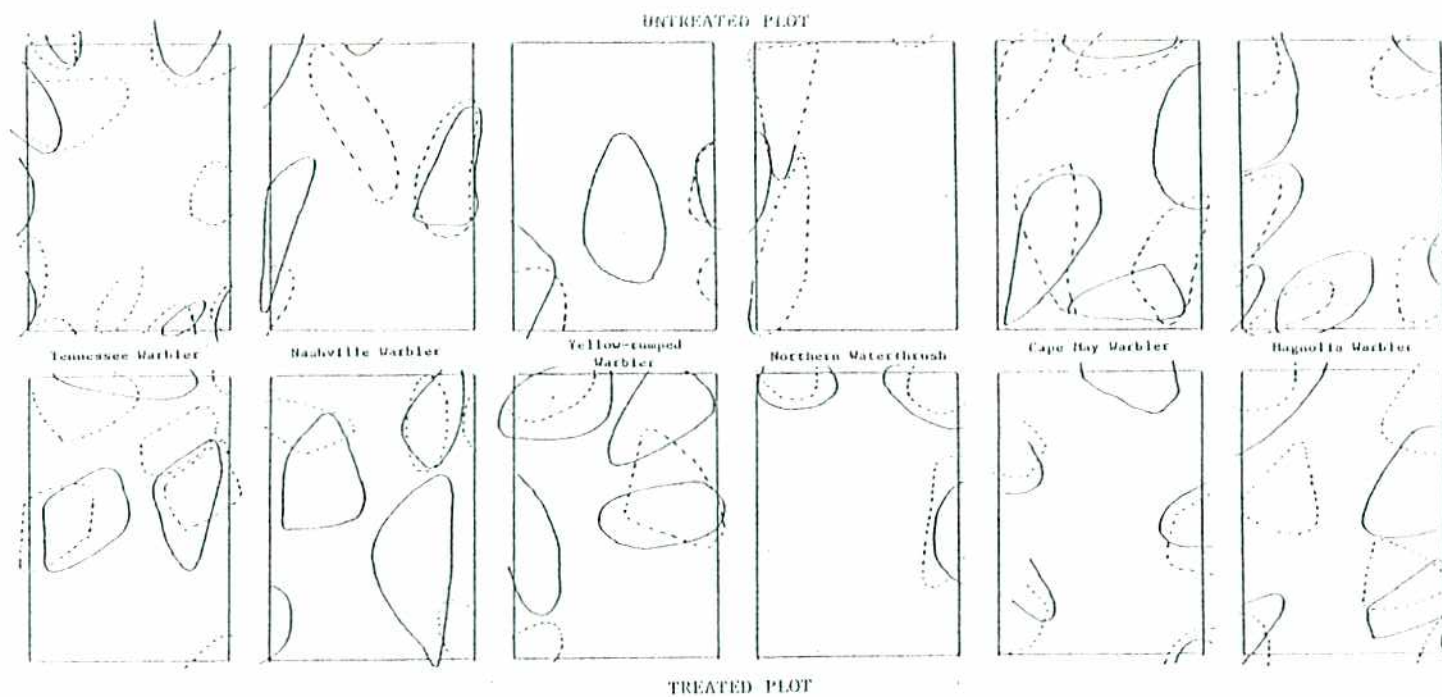 UNTREATED PLOT
Tennessee Warbler
Nashville Warbler
Yellow-rumped
Warbler
Northern Waterthrush
Cape May Warbler
Magnolia Warbler
TREATED PLOT